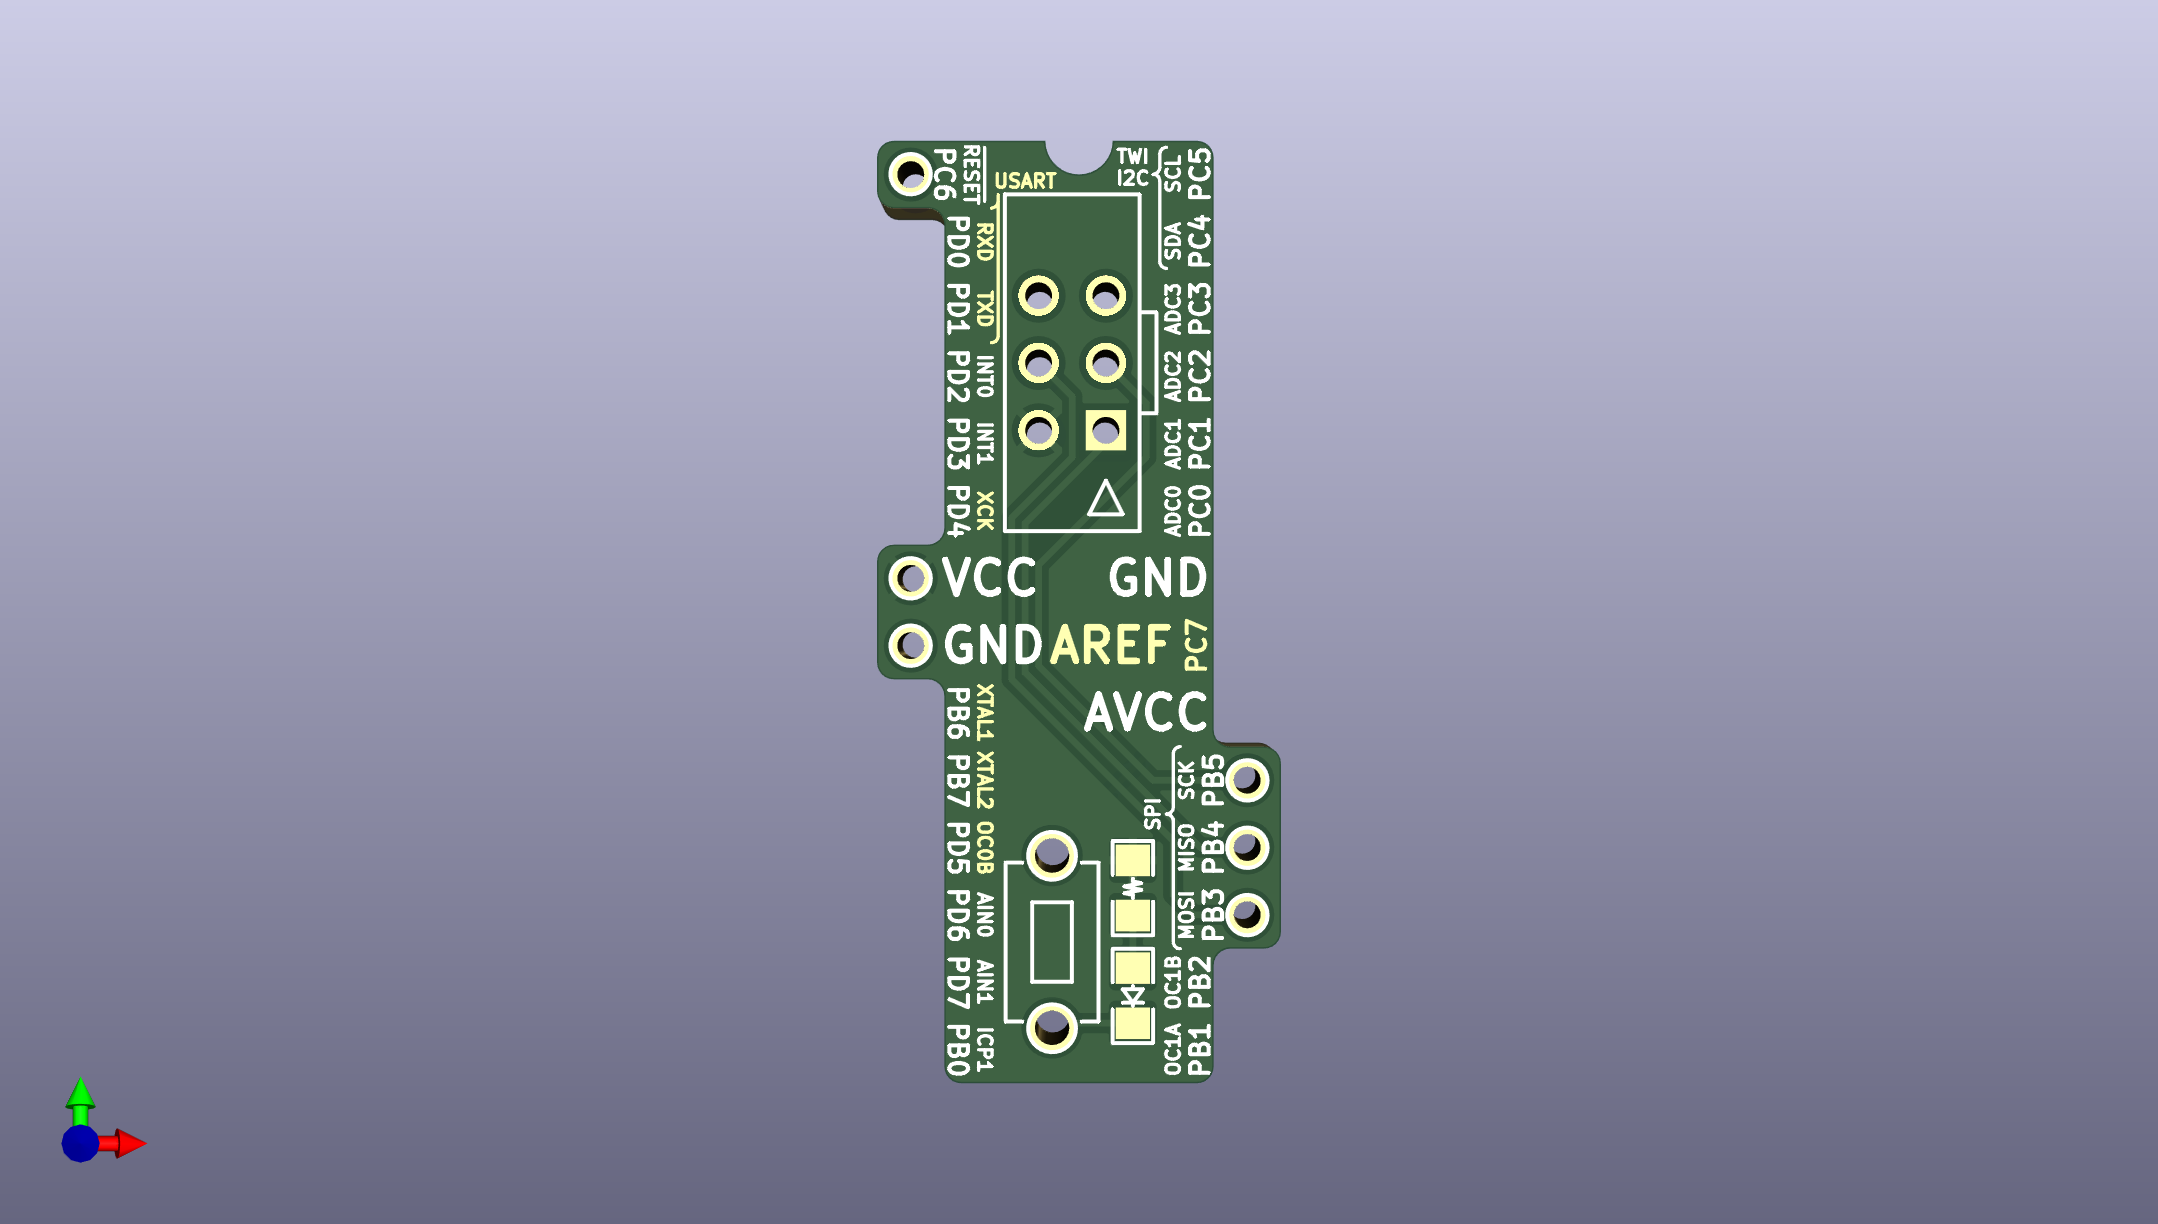 PC6 RESET
USART
TWI
I2C
SCL PC5
PD0 RXD
SDA PC4
PD1 TXD
ADC3 PC3
PD2 INT0
ADC2 PC2
PD3 INT1
ADC1 PC1
PD4 XCK
ADC0 PC0
VCC
GND
GND
AREF PC7
PB6 XTAL1
AVCC
PB7 XTAL2
SPI
SCK PB5
PD5 OC0B
MISO PB4
PD6 AIN0
MOSI PB3
PD7 AIN1
OC1B PB2
PB0 ICP1
OC1A PB1